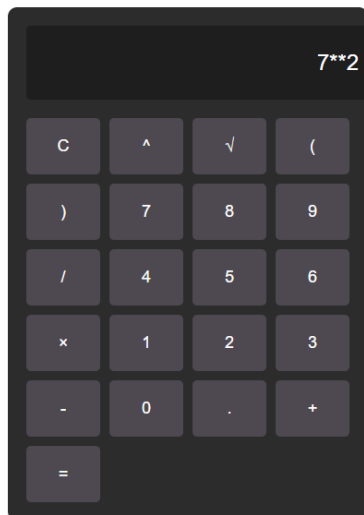 7**2
C ^ √ (
) 7 8 9
/ 4 5 6
× 1 2 3
- 0 . +
=